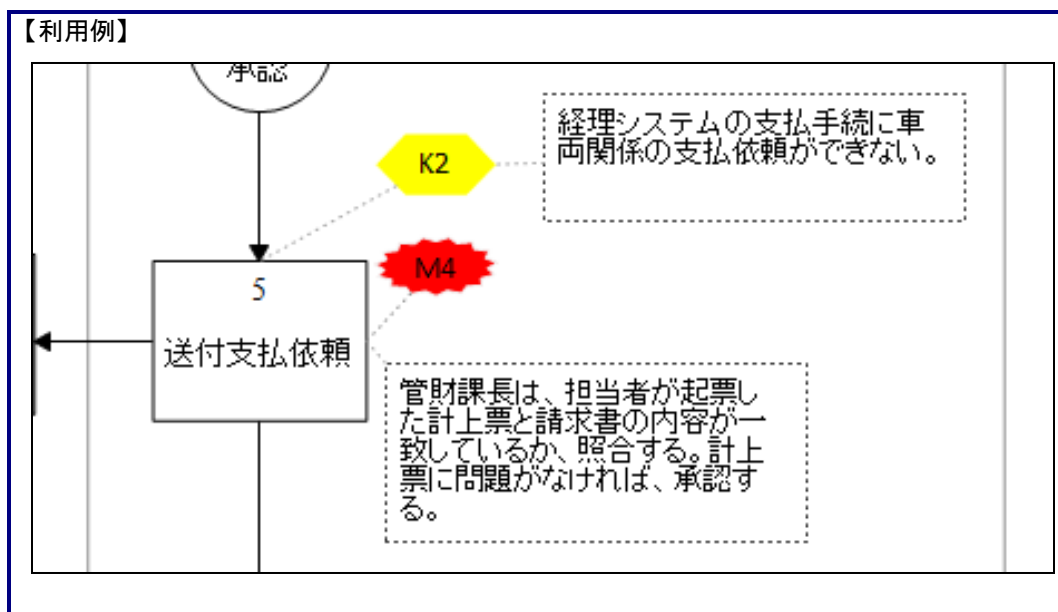 【利用例】
承認
経理システムの支払手続に車
両関係の支払依頼ができない。
K2
M4
5
送付支払依頼
管財課長は、担当者が起票し
た計上票と請求書の内容が一
致しているか、照合する。計上
票に問題がなければ、承認す
る。